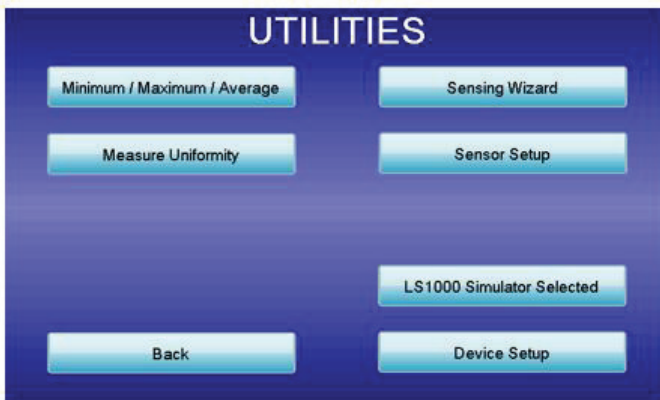 UTILITIES
Minimum / Maximum / Average
Sensing Wizard
Measure Uniformity
Sensor Setup
LS1000 Simulator Selected
Back
Device Setup